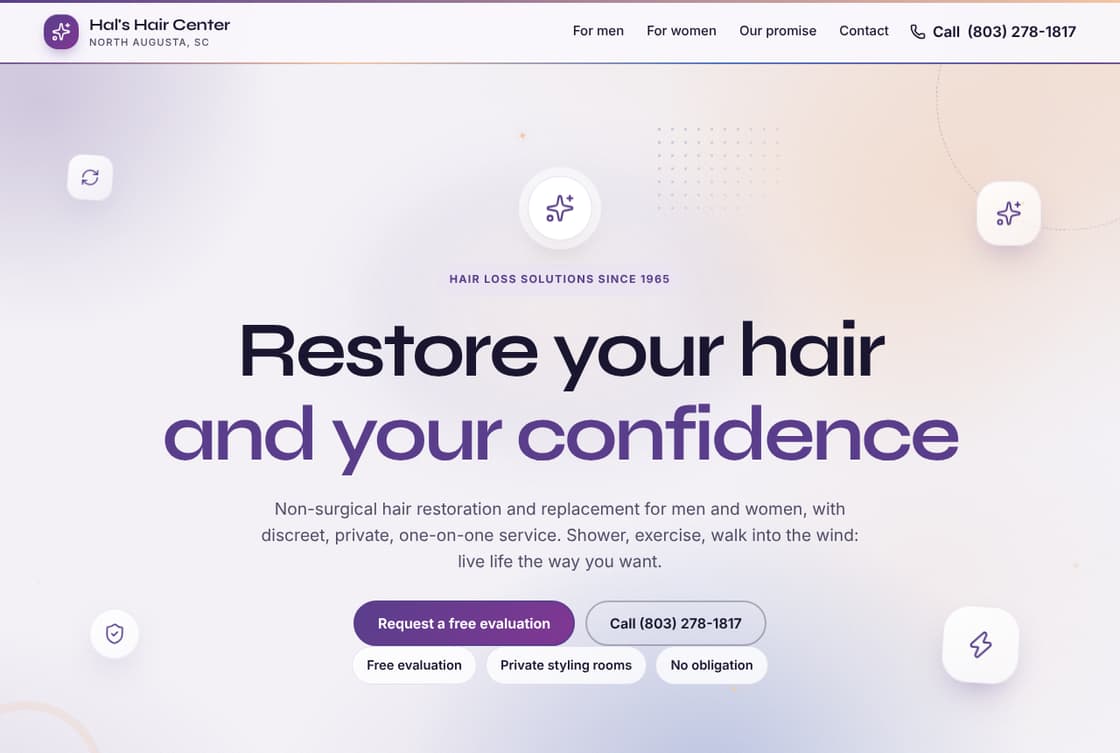 Hal's Hair Center
NORTH AUGUSTA, SC
For men
For women
Our promise
Contact
Call (803) 278-1817
HAIR LOSS SOLUTIONS SINCE 1965
Restore your hair
and your confidence
Non-surgical hair restoration and replacement for men and women, with
discreet, private, one-on-one service. Shower, exercise, walk into the wind:
live life the way you want.
Request a free evaluation
Call (803) 278-1817
Free evaluation
Private styling rooms
No obligation